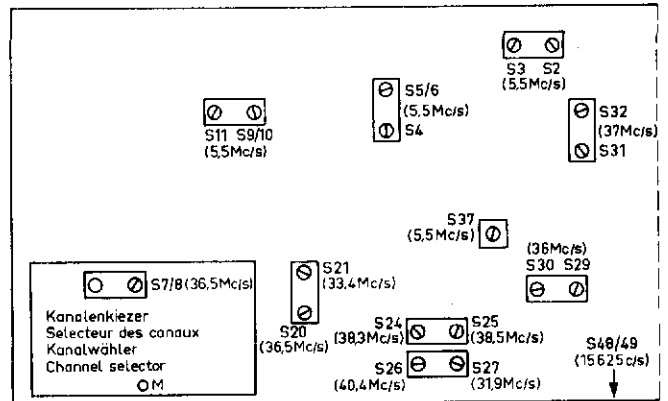 S3 S2
(5,5Mc/s)
S5/6
(5,5Mc/s)
S4
S32
(37Mc/s)
S31
S11 S9/10
(5,5Mc/s)
S37
(5,5Mc/s)
(36Mc/s)
S30 S29
S21
(33,4Mc/s)
S20
(36,5Mc/s)
S7/8(36,5Mc/s)
Kanalenkiezer
Selecteur des canaux
Kanalwähler
Channel selector
M
S24 S25
(38,3Mc/s) (38,5Mc/s)
S26 S27
(40,4Mc/s) (31,9Mc/s)
S48/49
(15625c/s)